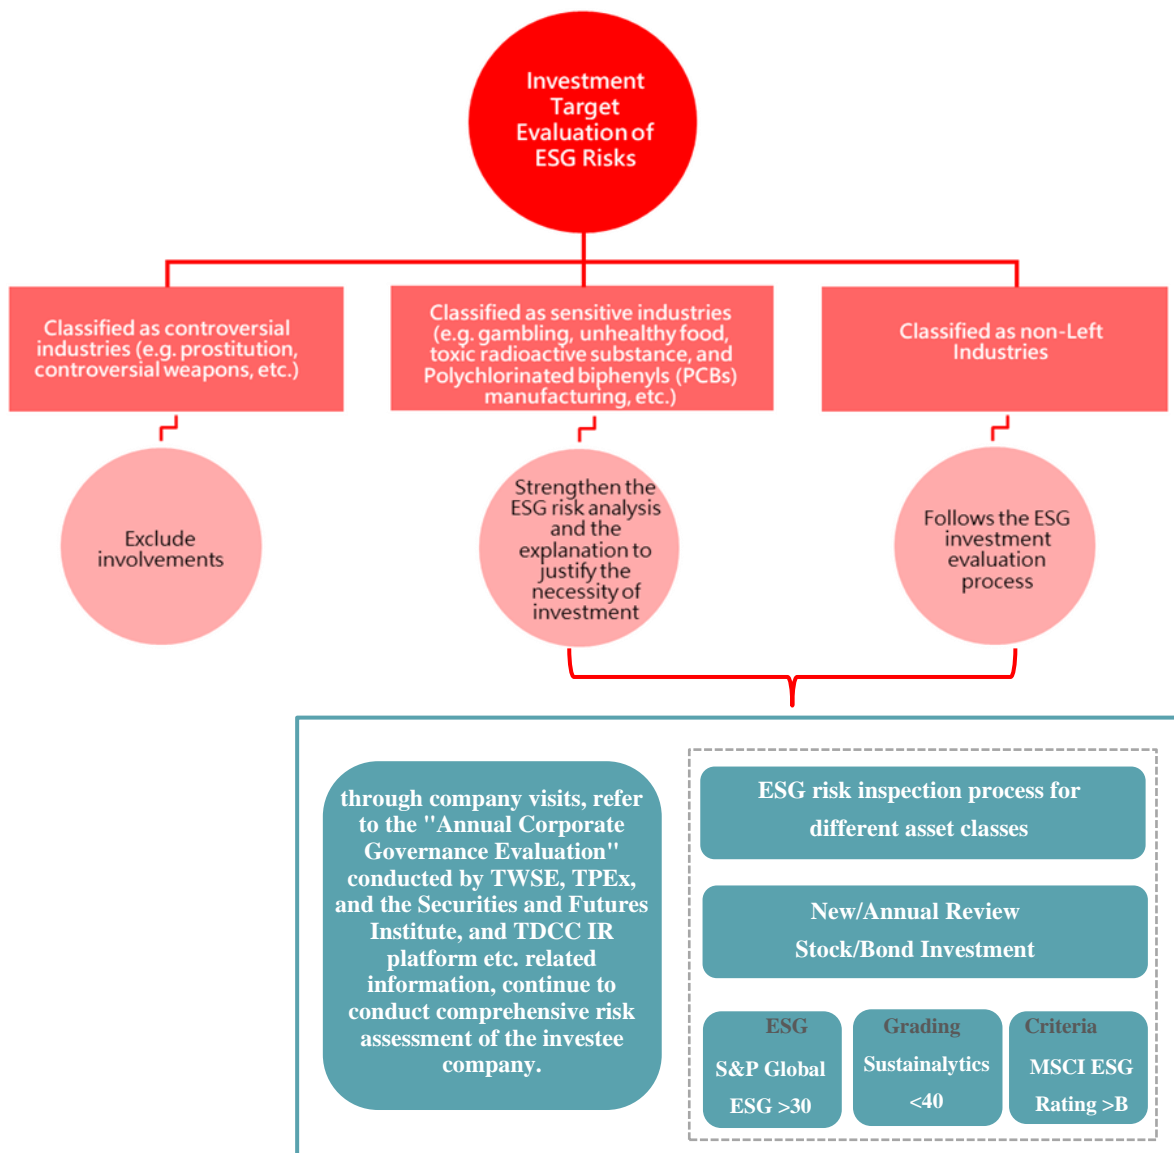 Investment
Target
Evaluation of
ESG Risks
Classified as controversial
industries (e.g. prostitution,
controversial weapons, etc.)
Classified as sensitive industries
(e.g. gambling, unhealthy food,
toxic radioactive substance, and
Polychlorinated biphenyls (PCBs)
manufacturing, etc.)
Classified as non-Left
Industries
Exclude
involvements
Strengthen the
ESG risk analysis
and the
explanation to
justify the
necessity of
investment
Follows the ESG
investment
evaluation
process
through company visits, refer
to the "Annual Corporate
Governance Evaluation"
conducted by TWSE, TPEx,
and the Securities and Futures
Institute, and TDCC IR
platform etc. related
information, continue to
conduct comprehensive risk
assessment of the investee
company.
ESG risk inspection process for
different asset classes
New/Annual Review
Stock/Bond Investment
ESG Grading Criteria
S&P Global
ESG >30
Sustainalytics
<40
MSCI ESG
Rating >B